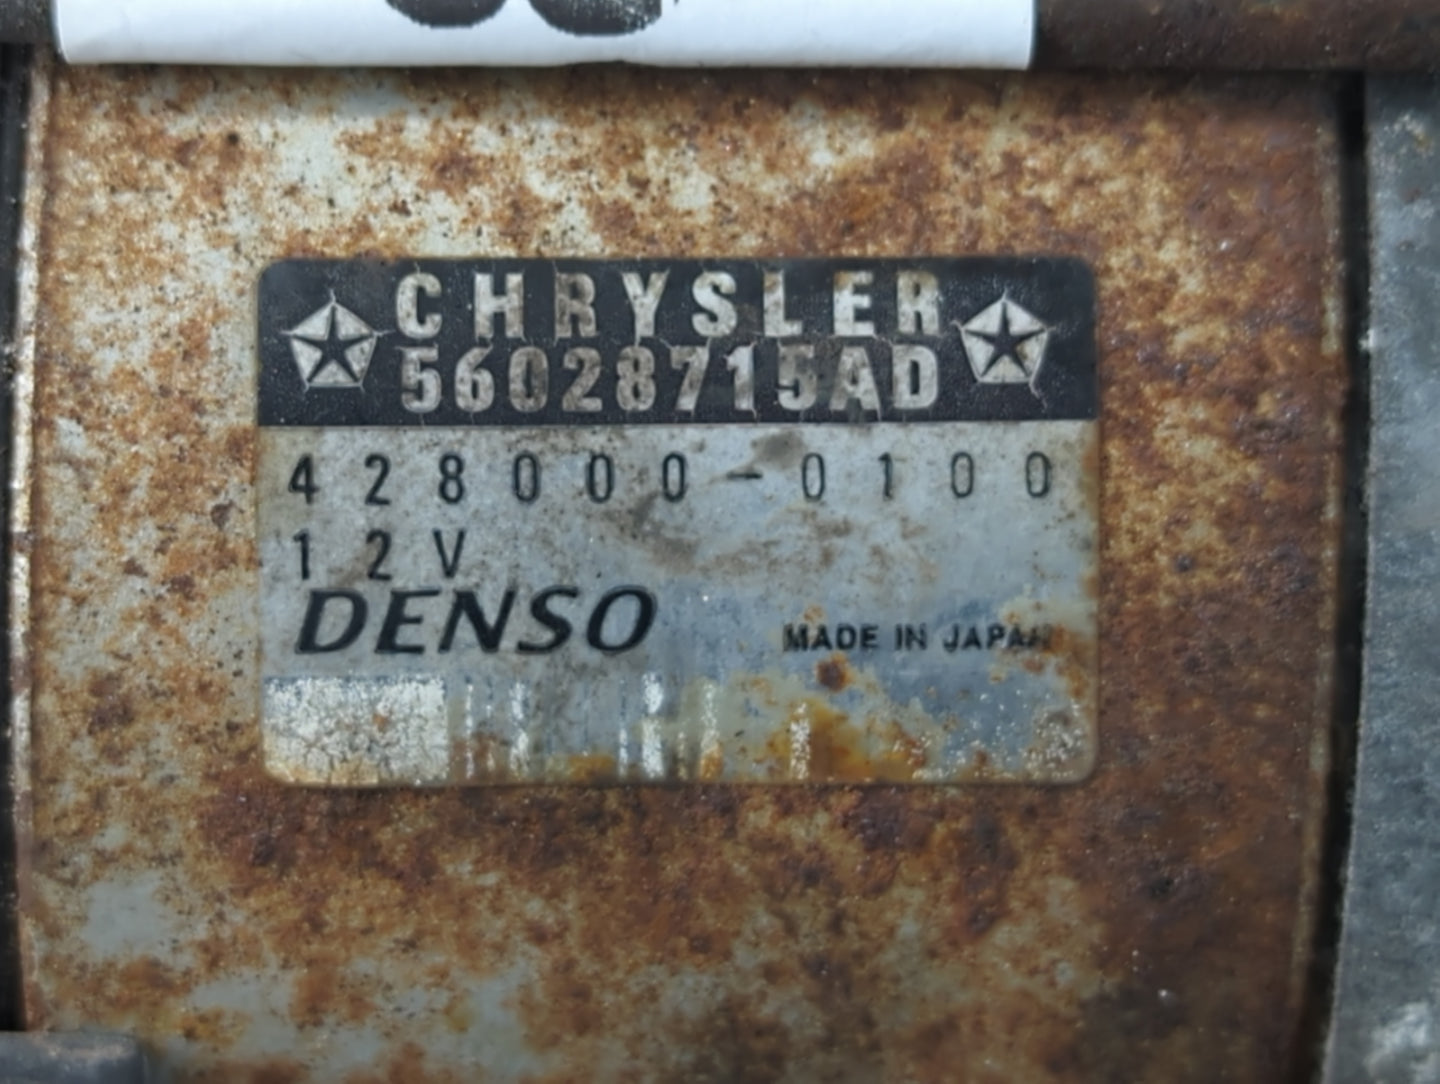 CHRYSLER
56028715AD
428000-0100
12V
DENSO
MADE IN JAPAN